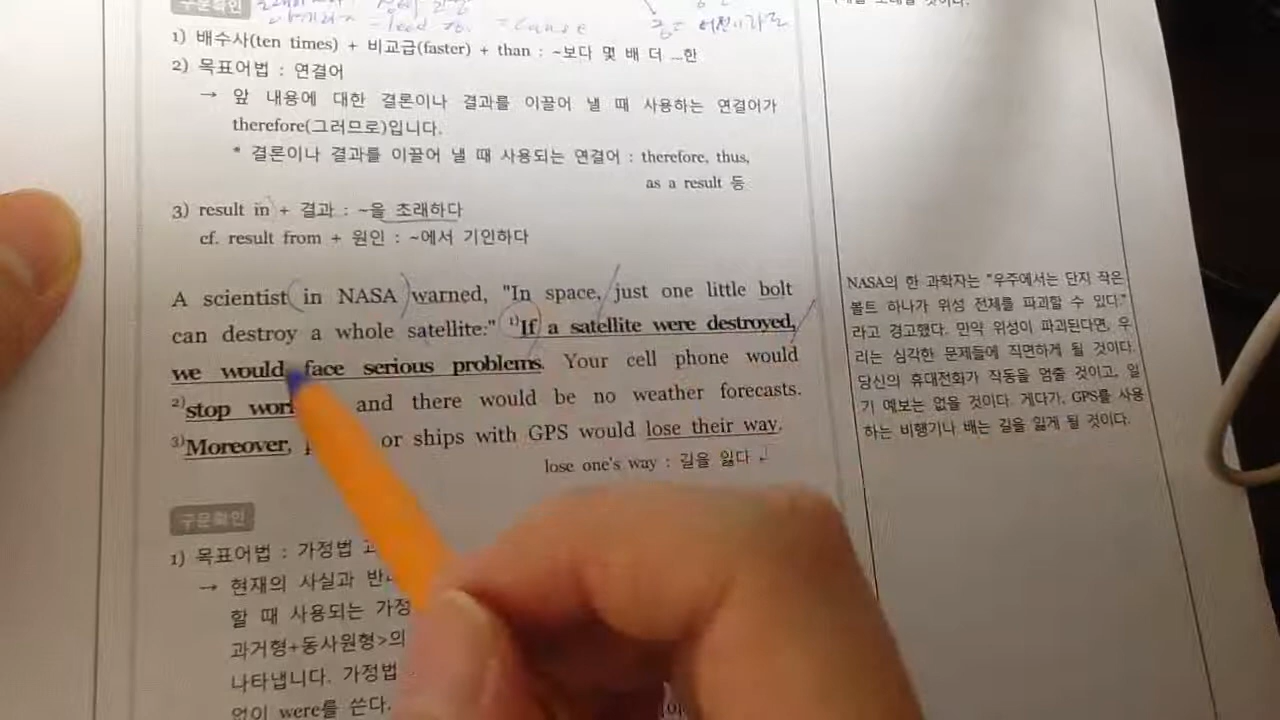 구문확인
= lead to. = cause
1) 배수사(ten times) + 비교급(faster) + than : ~보다 몇 배 더 ...한
2) 목표어법 : 연결어
→ 앞 내용에 대한 결론이나 결과를 이끌어 낼 때 사용하는 연결어가
therefore(그러므로)입니다.
* 결론이나 결과를 이끌어 낼 때 사용되는 연결어 : therefore, thus,
as a result 등
3) result in + 결과 : ~을 초래하다
cf. result from + 원인 : ~에서 기인하다
A scientist in NASA warned, "In space, just one little bolt
can destroy a whole satellite:" 1)If a satellite were destroyed,
we would face serious problems. Your cell phone would
2)stop and there would be no weather forecasts.
3)Moreover, or ships with GPS would lose their way.
lose one's way : 길을 잃다 ↲
구문확인
1) 목표어법 : 가정법
→ 현재의 사실과
할 때 사용되는 가정
과거형+동사원형>의
나타냅니다. 가정법
없이 were를 쓴다.
NASA의 한 과학자는 "우주에서는 단지 작은
볼트 하나가 위성 전체를 파괴할 수 있다."
라고 경고했다. 만약 위성이 파괴된다면, 우
리는 심각한 문제들에 직면하게 될 것이다.
당신의 휴대전화가 작동을 멈출 것이고, 일
기 예보는 없을 것이다. 게다가, GPS를 사용
하는 비행기나 배는 길을 잃게 될 것이다.